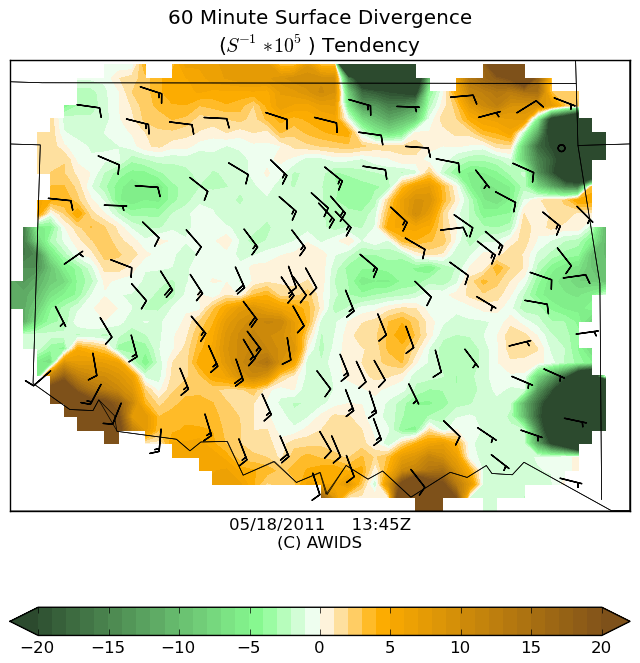 60 Minute Surface Divergence
(S⁻¹ * 10⁵ ) Tendency
05/18/2011 13:45Z
(C) AWIDS
−20 −15 −10 −5 0 5 10 15 20